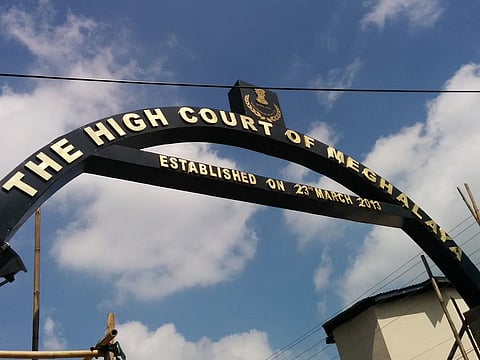 THE HIGH COURT OF MEGHALAYA
ESTABLISHED ON 23RD MARCH 2013